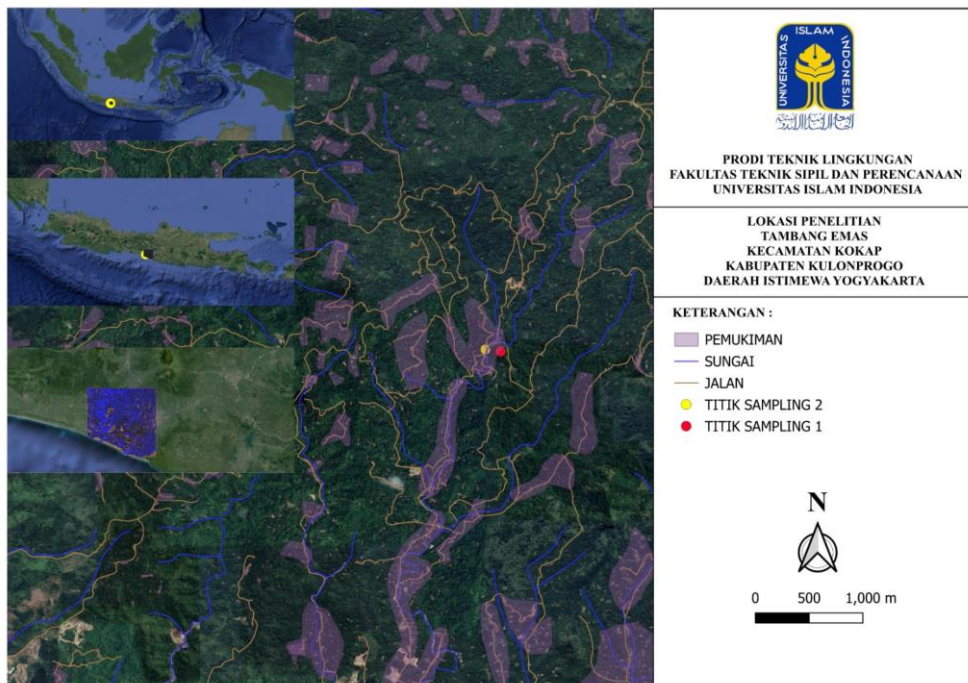 UNIVERSITAS
ISLAM
INDONESIA
PRODI TEKNIK LINGKUNGAN
FAKULTAS TEKNIK SIPIL DAN PERENCANAAN
UNIVERSITAS ISLAM INDONESIA
LOKASI PENELITIAN
TAMBANG EMAS
KECAMATAN KOKAP
KABUPATEN KULONPROGO
DAERAH ISTIMEWA YOGYAKARTA
KETERANGAN :
PEMUKIMAN
SUNGAI
JALAN
TITIK SAMPLING 2
TITIK SAMPLING 1
N
0 500 1,000 m